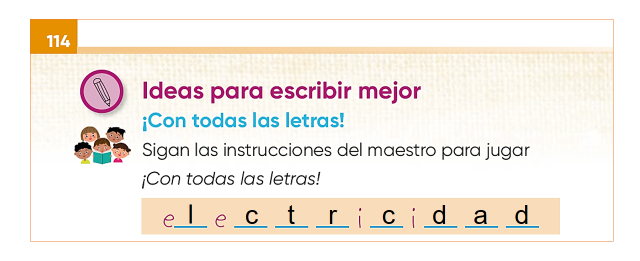 114
Ideas para escribir mejor
¡Con todas las letras!
Sigan las instrucciones del maestro para jugar
¡Con todas las letras!
e l e c t r i c i d a d